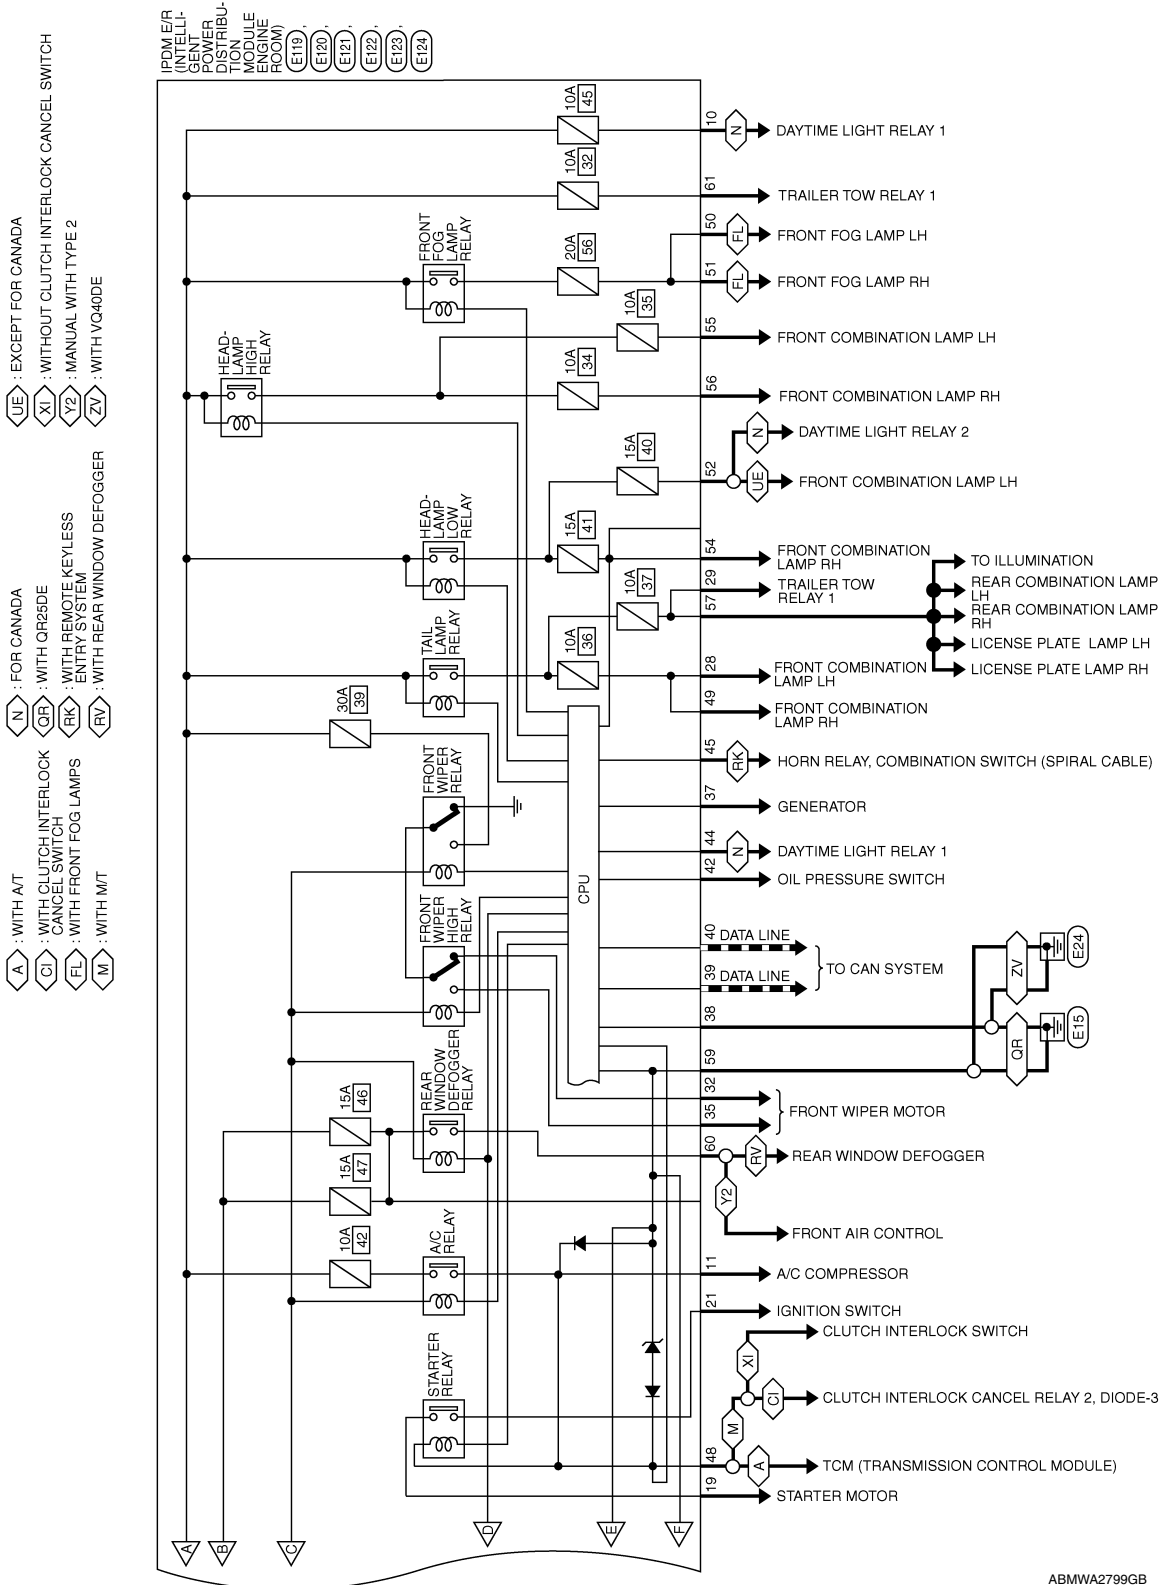 IPDM E/R
(INTELLI-
GENT
POWER
DISTRIBU-
TION
MODULE
ENGINE
ROOM)
E119 ,
E120 ,
E121 ,
E122 ,
E123 ,
E124
UE : EXCEPT FOR CANADA
XI : WITHOUT CLUTCH INTERLOCK CANCEL SWITCH
Y2 : MANUAL WITH TYPE 2
ZV : WITH VQ40DE
N : FOR CANADA
QR : WITH QR25DE
RK : WITH REMOTE KEYLESS
ENTRY SYSTEM
RV : WITH REAR WINDOW DEFOGGER
A : WITH A/T
CI : WITH CLUTCH INTERLOCK
CANCEL SWITCH
FL : WITH FRONT FOG LAMPS
M : WITH M/T
10A
45
10
N
DAYTIME LIGHT RELAY 1
10A
32
61
TRAILER TOW RELAY 1
FRONT
FOG
LAMP
RELAY
20A
56
50
FL
FRONT FOG LAMP LH
51
FL
FRONT FOG LAMP RH
10A
35
55
FRONT COMBINATION LAMP LH
HEAD-
LAMP
HIGH
RELAY
10A
34
56
FRONT COMBINATION LAMP RH
15A
40
52
N
DAYTIME LIGHT RELAY 2
UE
FRONT COMBINATION LAMP LH
HEAD-
LAMP
LOW
RELAY
15A
41
54
FRONT COMBINATION
LAMP RH
10A
37
29
TRAILER TOW
RELAY 1
57
TO ILLUMINATION
REAR COMBINATION LAMP
LH
REAR COMBINATION LAMP
RH
LICENSE PLATE LAMP LH
LICENSE PLATE LAMP RH
TAIL
LAMP
RELAY
10A
36
28
FRONT COMBINATION
LAMP LH
49
FRONT COMBINATION
LAMP RH
30A
39
45
RK
HORN RELAY, COMBINATION SWITCH (SPIRAL CABLE)
FRONT
WIPER
RELAY
37
GENERATOR
44
N
DAYTIME LIGHT RELAY 1
42
OIL PRESSURE SWITCH
CPU
FRONT
WIPER
HIGH
RELAY
40
DATA LINE
39
DATA LINE
TO CAN SYSTEM
38
ZV
E24
59
QR
E15
32
35
FRONT WIPER MOTOR
REAR
WINDOW
DEFOGGER
RELAY
15A
46
60
RV
REAR WINDOW DEFOGGER
15A
47
Y2
FRONT AIR CONTROL
10A
42
A/C
RELAY
11
A/C COMPRESSOR
21
IGNITION SWITCH
STARTER
RELAY
XI
CLUTCH INTERLOCK SWITCH
CI
CLUTCH INTERLOCK CANCEL RELAY 2, DIODE-3
M
48
A
TCM (TRANSMISSION CONTROL MODULE)
19
STARTER MOTOR
A
B
C
D
E
F
ABMWA2799GB